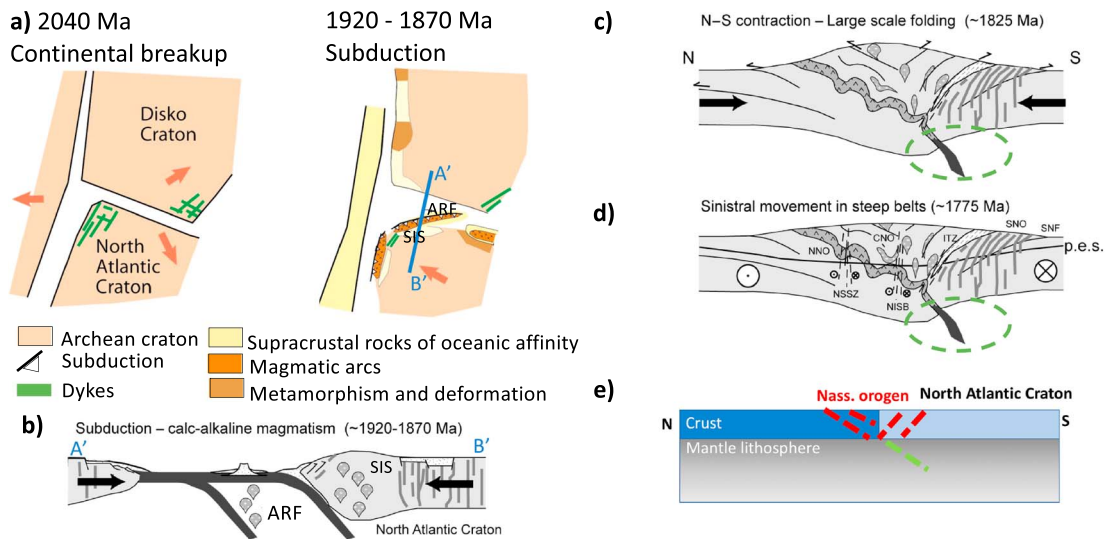 a) 2040 Ma
Continental breakup
1920 - 1870 Ma
Subduction
Disko
Craton
North
Atlantic
Craton
A'
ARF
SIS
B'
Archean craton
Subduction
Dykes
Supracrustal rocks of oceanic affinity
Magmatic arcs
Metamorphism and deformation
b)
Subduction – calc-alkaline magmatism (~1920-1870 Ma)
A'
B'
SIS
ARF
North Atlantic Craton
c)
N–S contraction – Large scale folding (~1825 Ma)
N
S
d)
Sinistral movement in steep belts (~1775 Ma)
SNO
SNF
CNO
ITZ
NNO
p.e.s.
NSSZ
NISB
e)
Nass. orogen
North Atlantic Craton
N
Crust
S
Mantle lithosphere